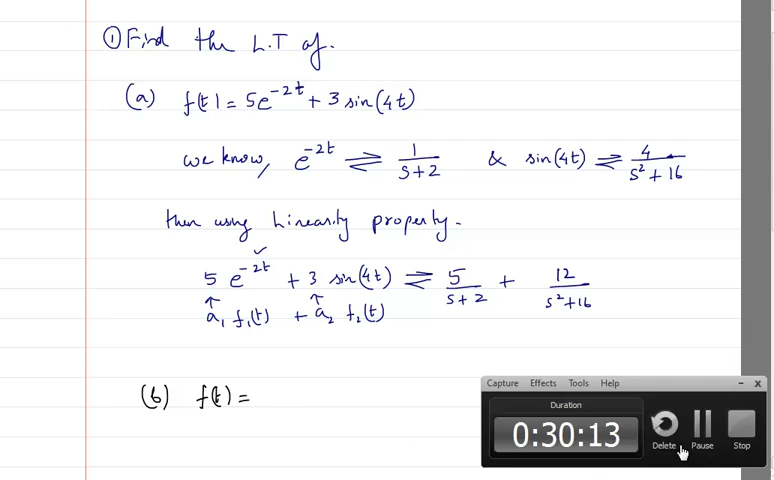 ① Find the L.T of.
(a) f(t) = 5e^-2t + 3 sin(4t)
we know, e^-2t ⇌ 1/(s+2) & sin(4t) ⇌ 4/(s²+16)
then using Linearity property.
5 e^-2t + 3 sin(4t) ⇌ 5/(s+2) + 12/(s²+16)
a₁ f₁(t) + a₂ f₂(t)
(b) f(t) =
Capture Effects Tools Help
Duration
0:30:13
Delete Pause Stop